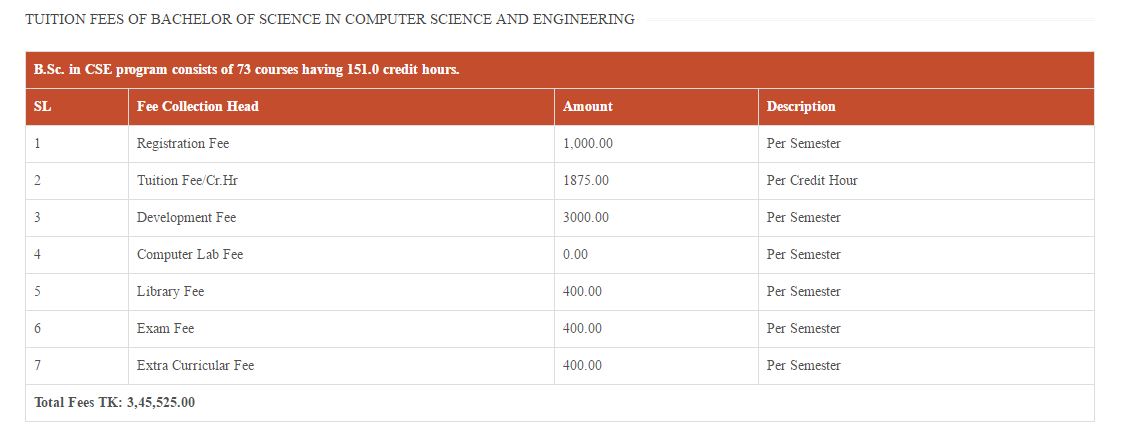 TUITION FEES OF BACHELOR OF SCIENCE IN COMPUTER SCIENCE AND ENGINEERING
B.Sc. in CSE program consists of 73 courses having 151.0 credit hours.
SL Fee Collection Head Amount Description
1 Registration Fee 1,000.00 Per Semester
2 Tuition Fee/Cr.Hr 1875.00 Per Credit Hour
3 Development Fee 3000.00 Per Semester
4 Computer Lab Fee 0.00 Per Semester
5 Library Fee 400.00 Per Semester
6 Exam Fee 400.00 Per Semester
7 Extra Curricular Fee 400.00 Per Semester
Total Fees TK: 3,45,525.00